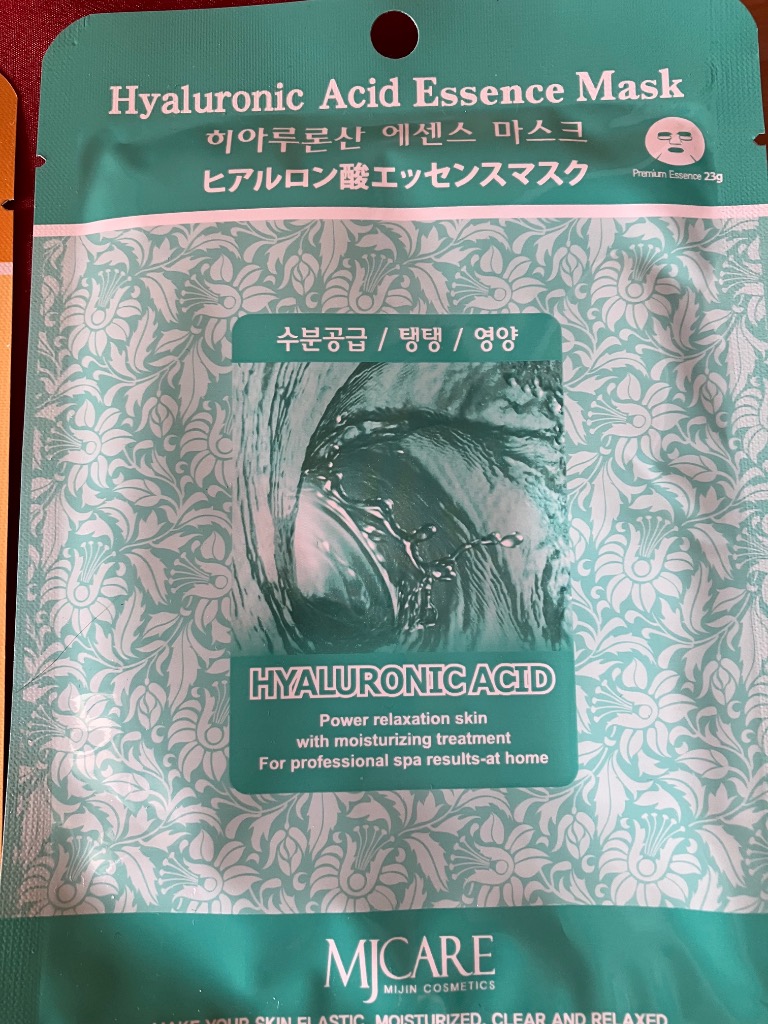 Hyaluronic Acid Essence Mask
히아루론산 에센스 마스크
ヒアルロン酸エッセンスマスク
Premium Essence 23g
수분공급 / 탱탱 / 영양
HYALURONIC ACID
Power relaxation skin
with moisturizing treatment
For professional spa results-at home
MJCARE
MIJIN COSMETICS
MAKE YOUR SKIN ELASTIC, MOISTURIZED, CLEAR AND RELAXED